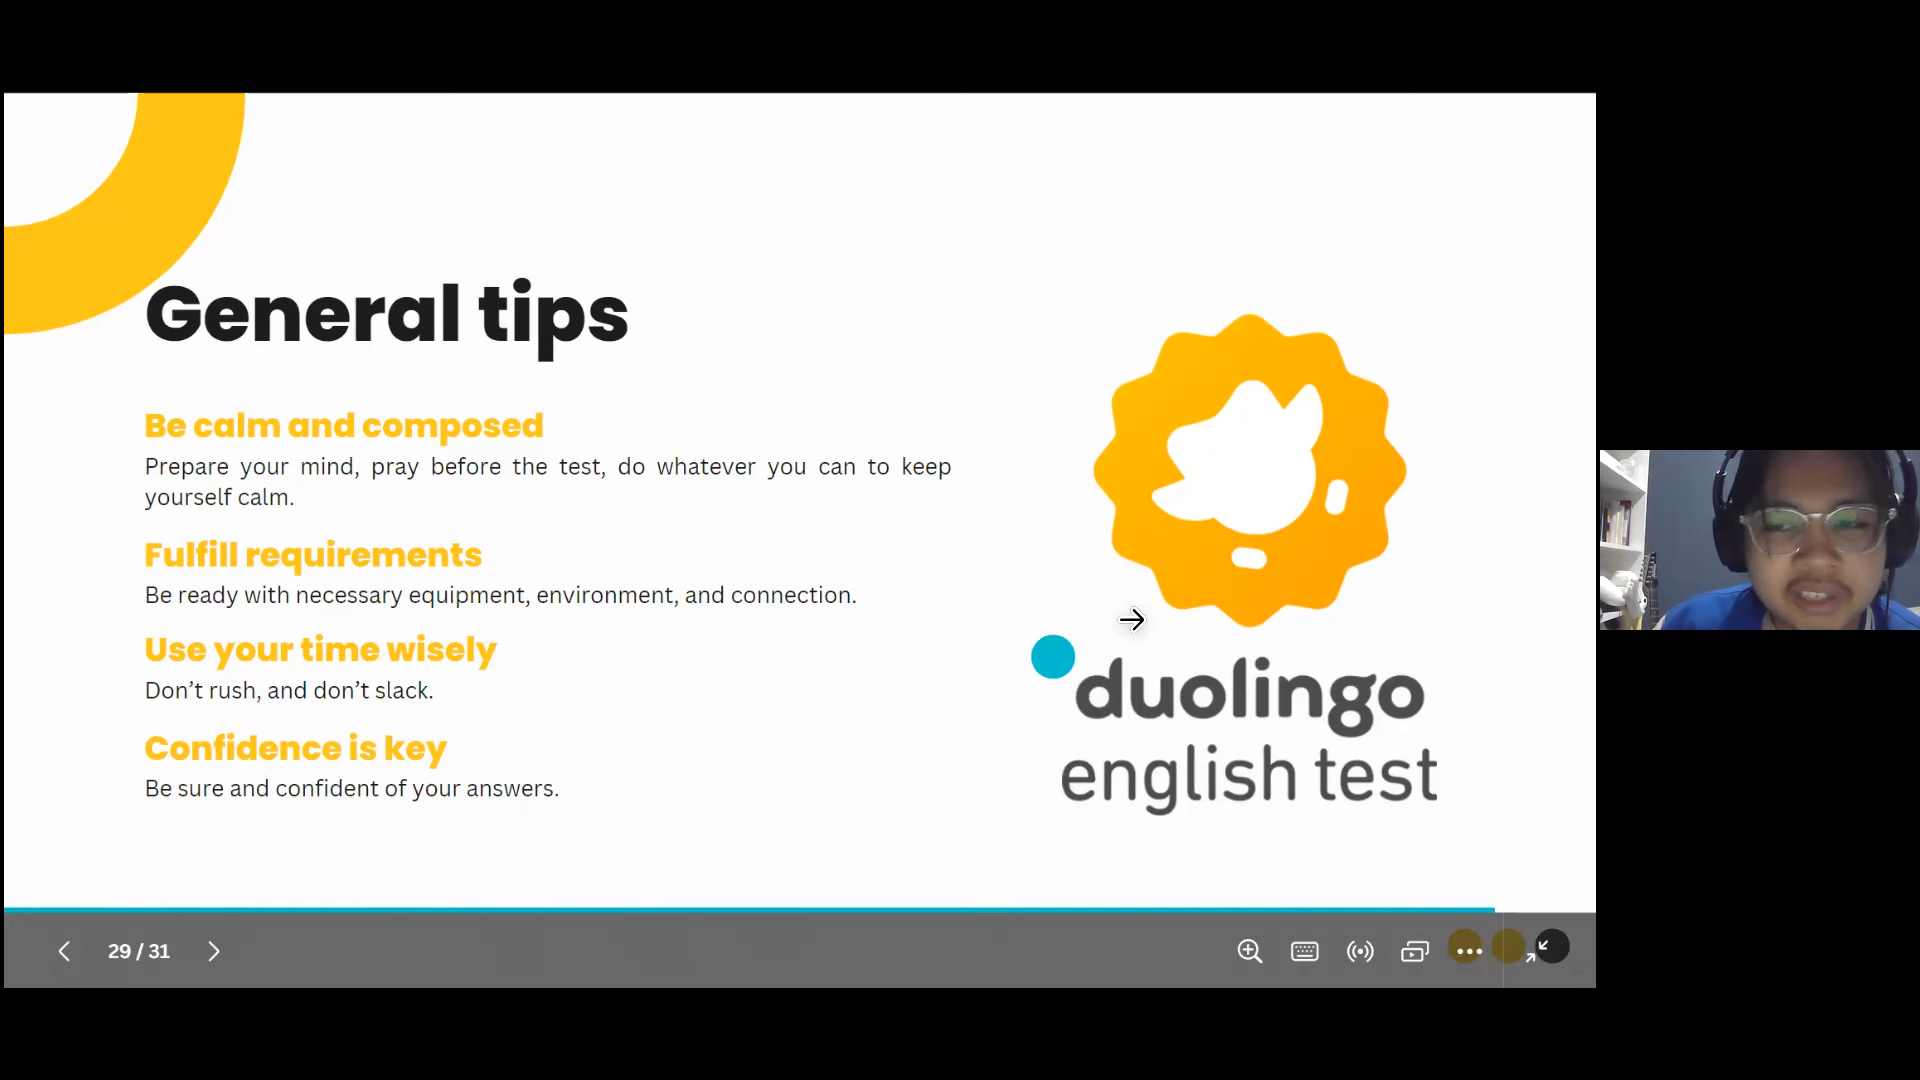 General tips
Be calm and composed
Prepare your mind, pray before the test, do whatever you can to keep
yourself calm.
Fulfill requirements
Be ready with necessary equipment, environment, and connection.
Use your time wisely
Don’t rush, and don’t slack.
Confidence is key
Be sure and confident of your answers.
duolingo
english test
29 / 31